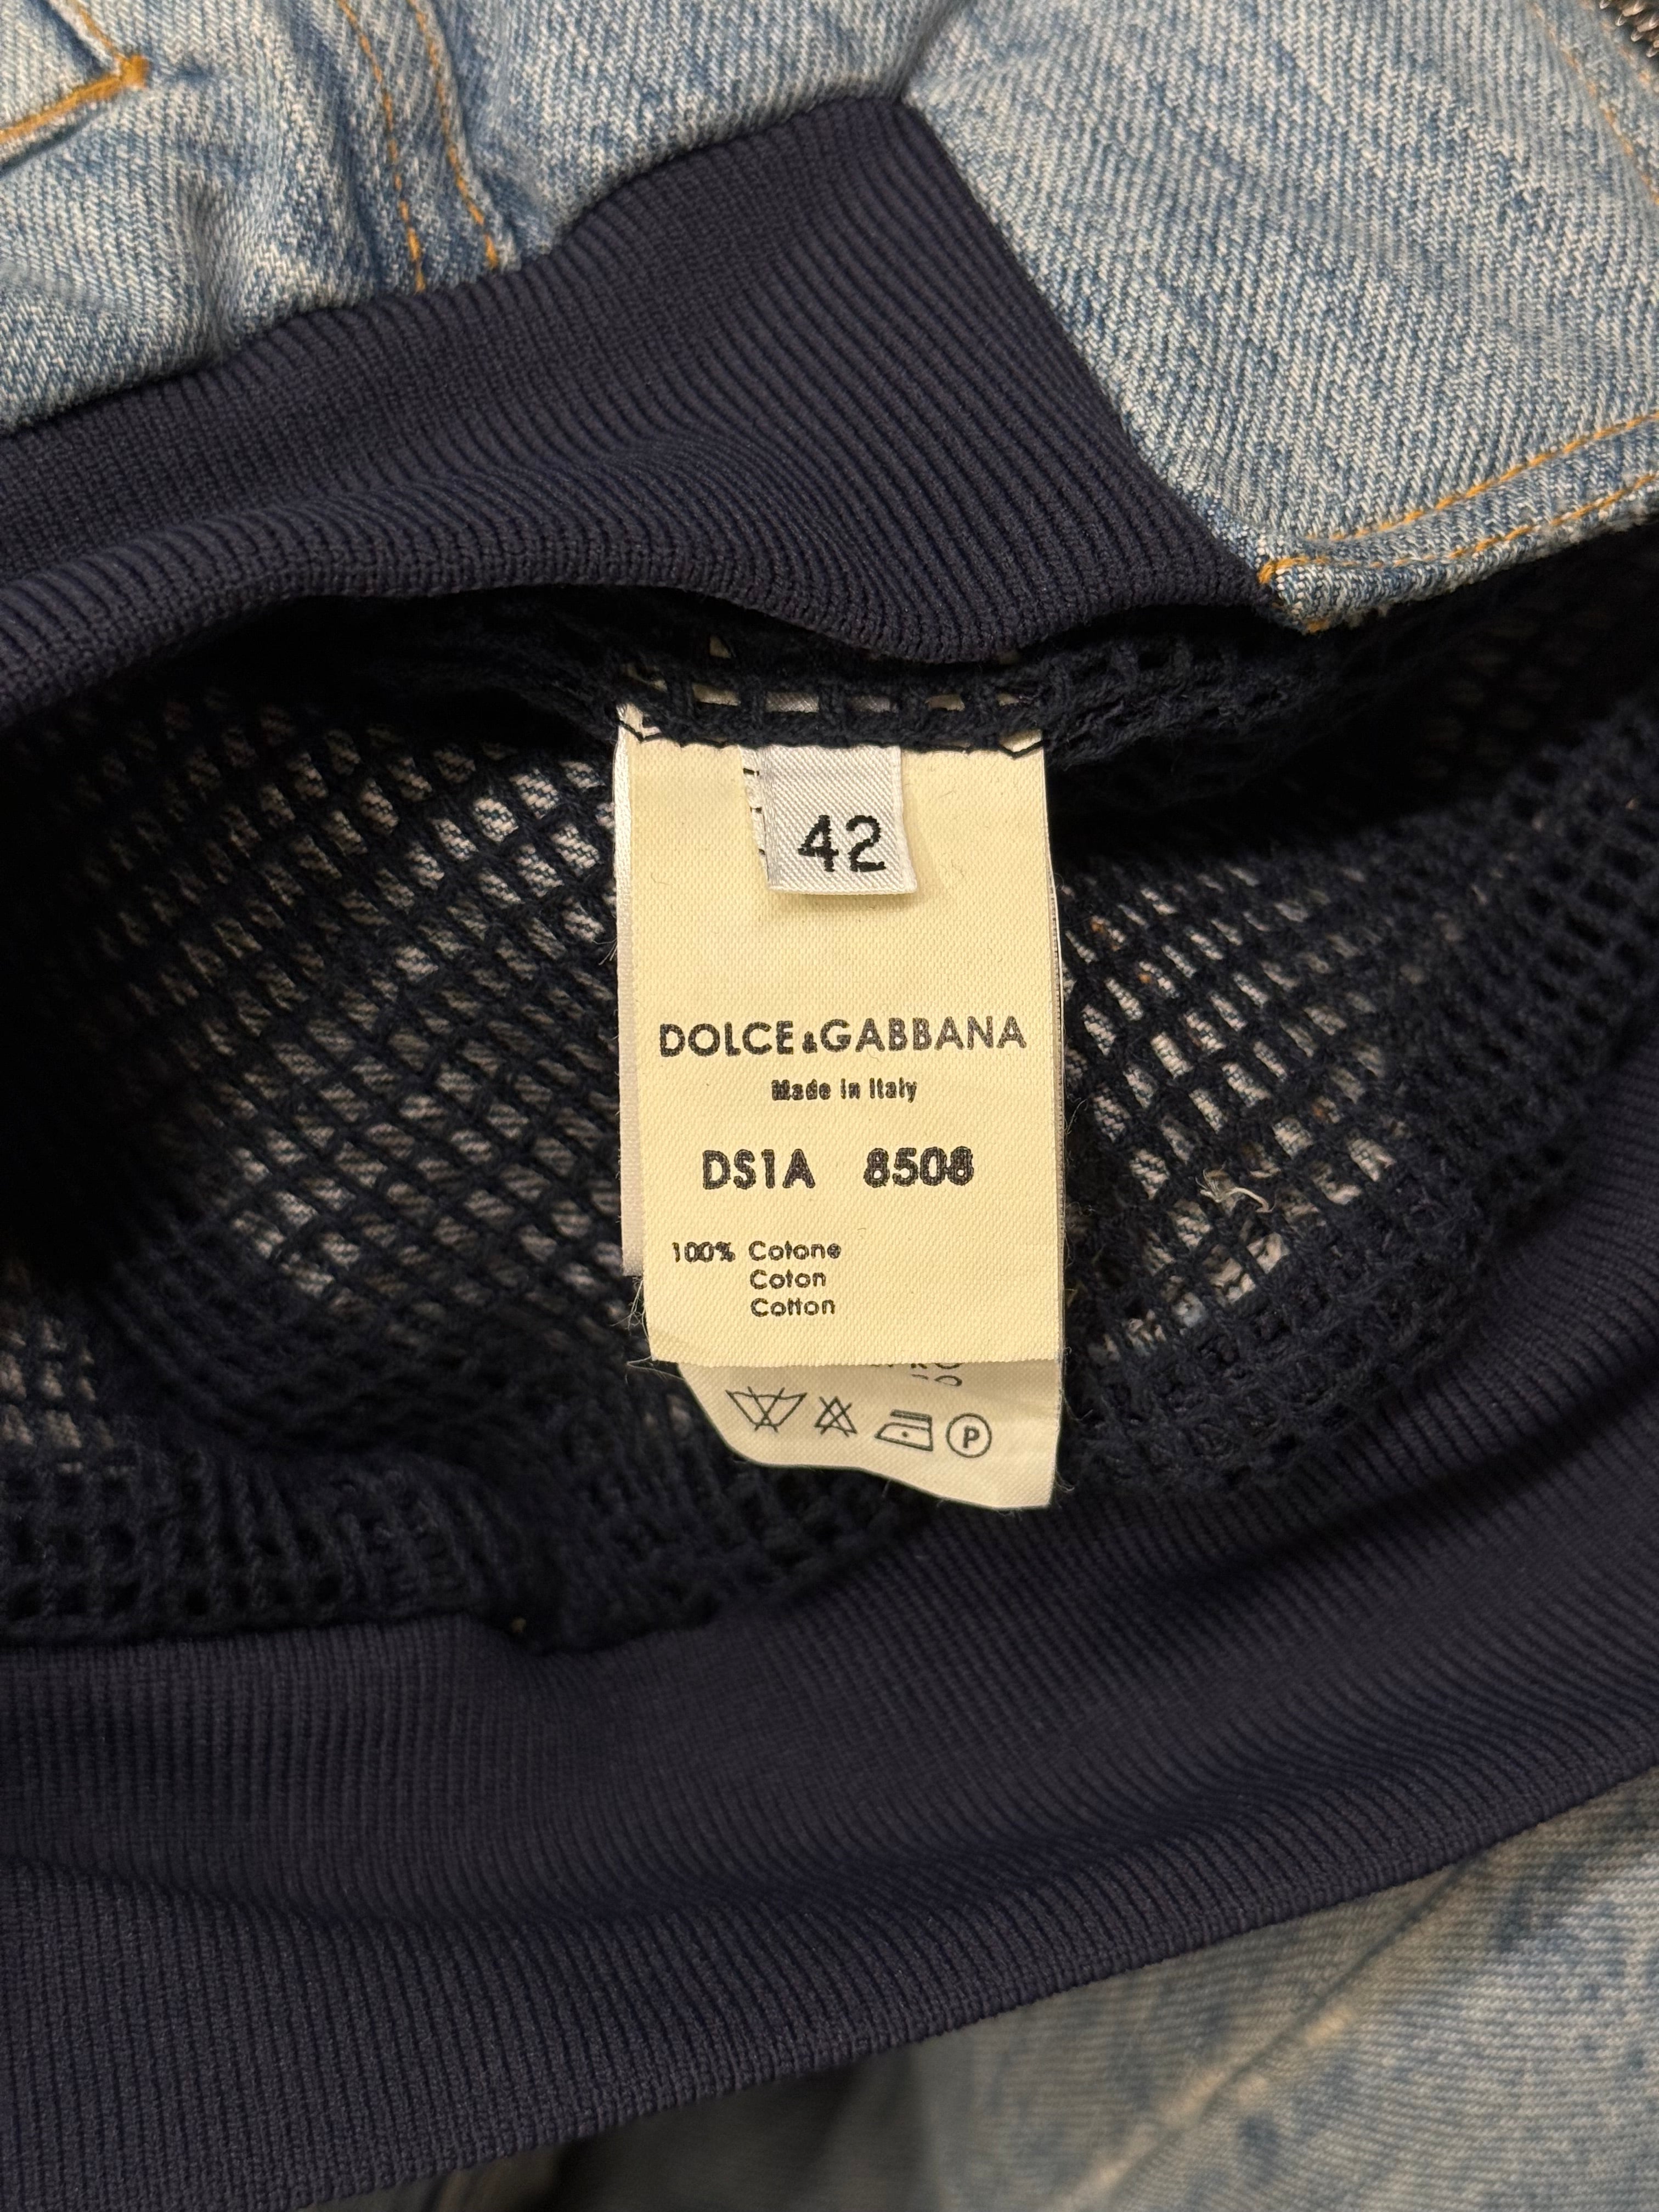 42
DOLCE&GABBANA
Made in Italy
DS1A 8508
100% Cotone
Coton
Cotton
P